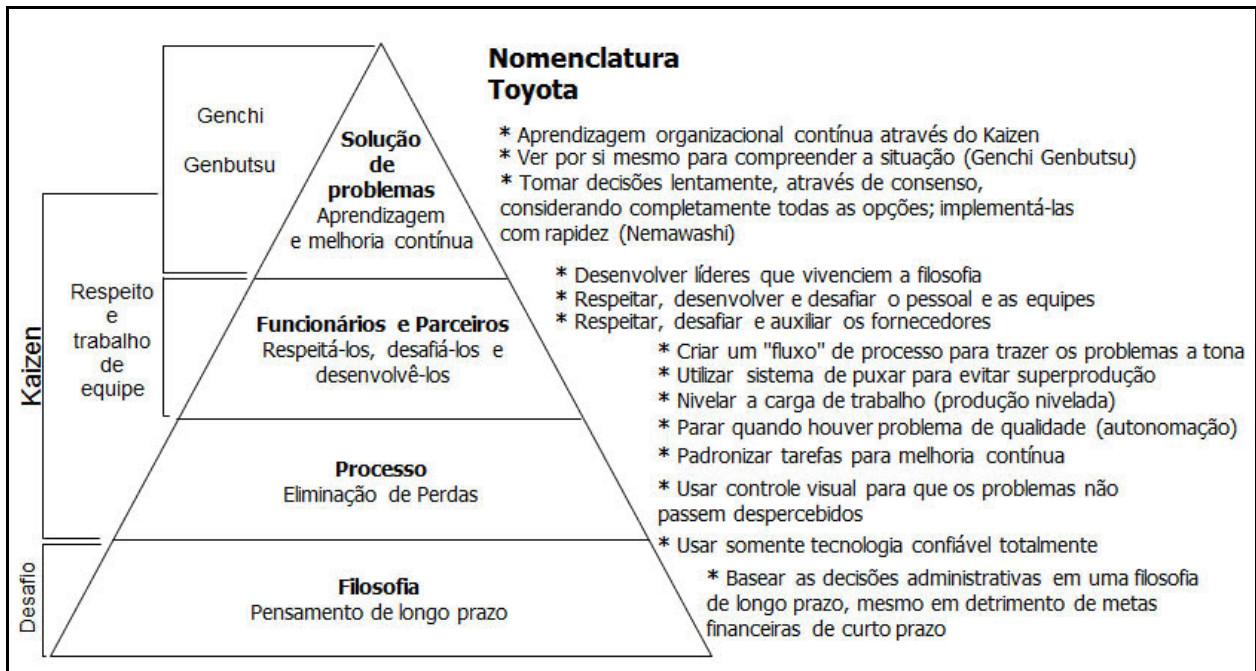 Nomenclatura
Toyota
Genchi
Genbutsu
Solução
de
problemas
Aprendizagem
e melhoria contínua
* Aprendizagem organizacional contínua através do Kaizen
* Ver por si mesmo para compreender a situação (Genchi Genbutsu)
* Tomar decisões lentamente, através de consenso,
considerando completamente todas as opções; implementá-las
com rapidez (Nemawashi)
Kaizen
Respeito
e
trabalho
de
equipe
Funcionários e Parceiros
Respeitá-los, desafiá-los e
desenvolvê-los
* Desenvolver líderes que vivenciem a filosofia
* Respeitar, desenvolver e desafiar o pessoal e as equipes
* Respeitar, desafiar e auxiliar os fornecedores
Processo
Eliminação de Perdas
* Criar um "fluxo" de processo para trazer os problemas a tona
* Utilizar sistema de puxar para evitar superprodução
* Nivelar a carga de trabalho (produção nivelada)
* Parar quando houver problema de qualidade (autonomação)
* Padronizar tarefas para melhoria contínua
* Usar controle visual para que os problemas não
passem despercebidos
* Usar somente tecnologia confiável totalmente
Desafio
Filosofia
Pensamento de longo prazo
* Basear as decisões administrativas em uma filosofia
de longo prazo, mesmo em detrimento de metas
financeiras de curto prazo